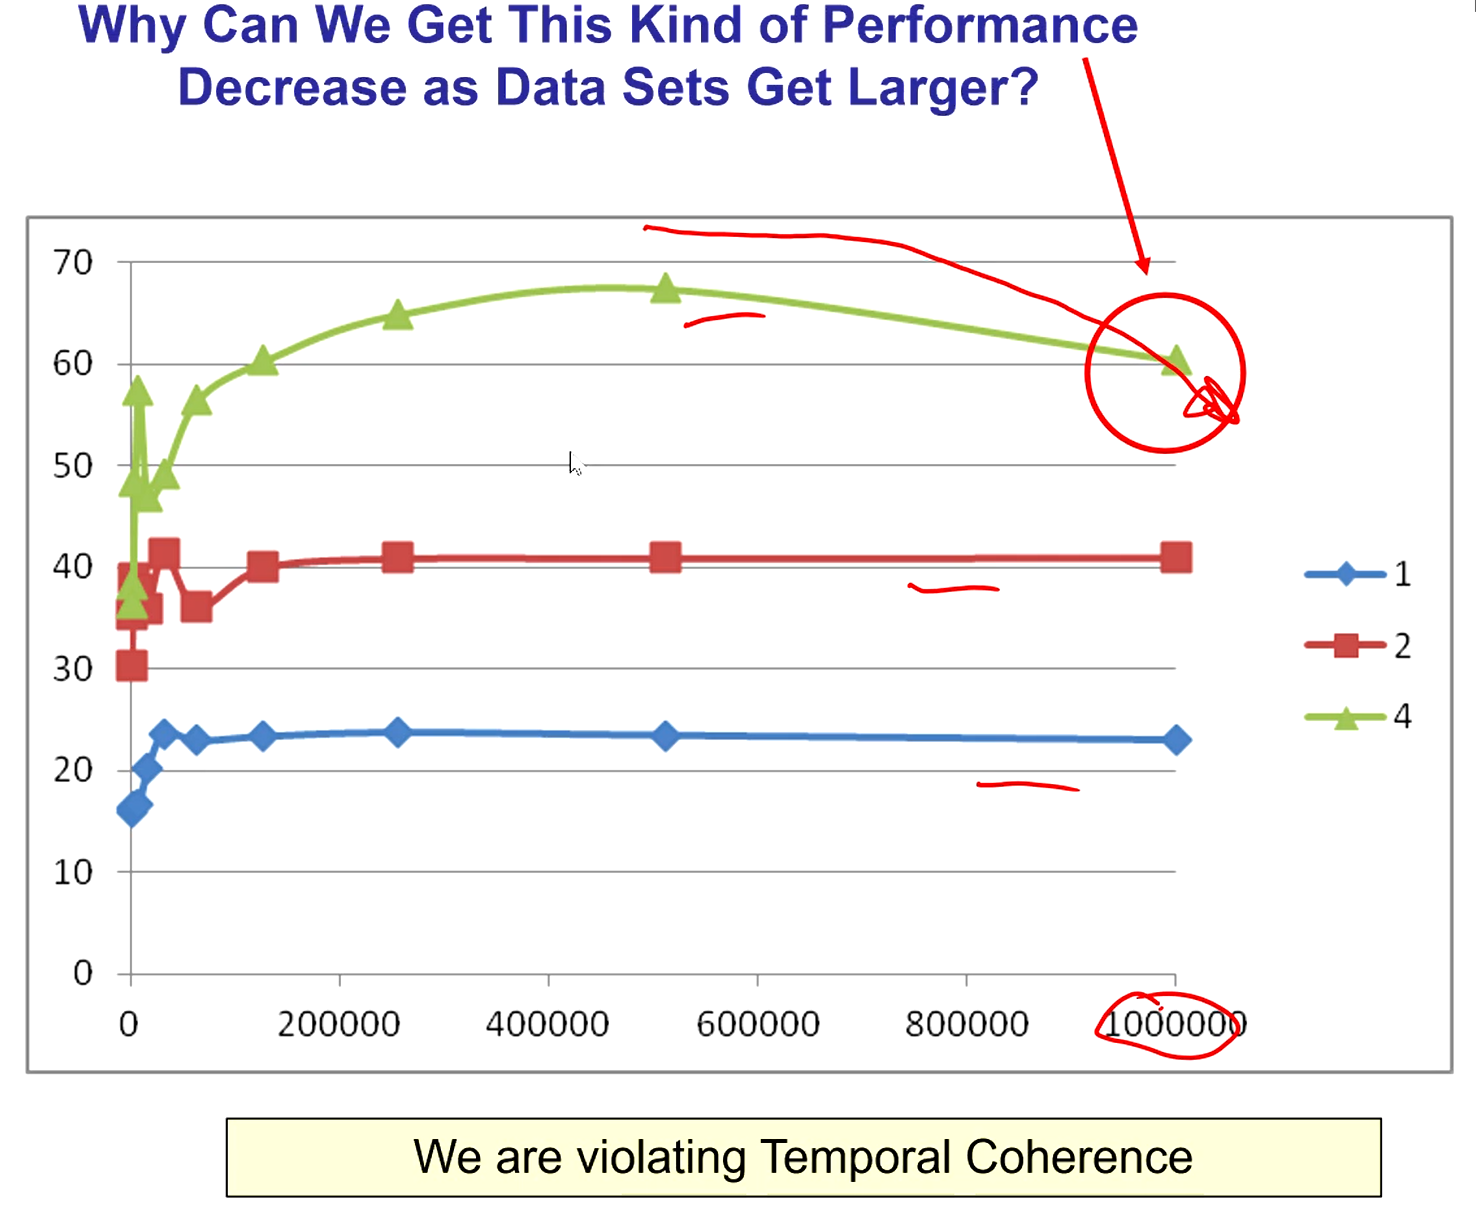 Why Can We Get This Kind of Performance
Decrease as Data Sets Get Larger?
70
60
50
40
30
20
10
0
0 200000 400000 600000 800000 1000000
1
2
4
We are violating Temporal Coherence